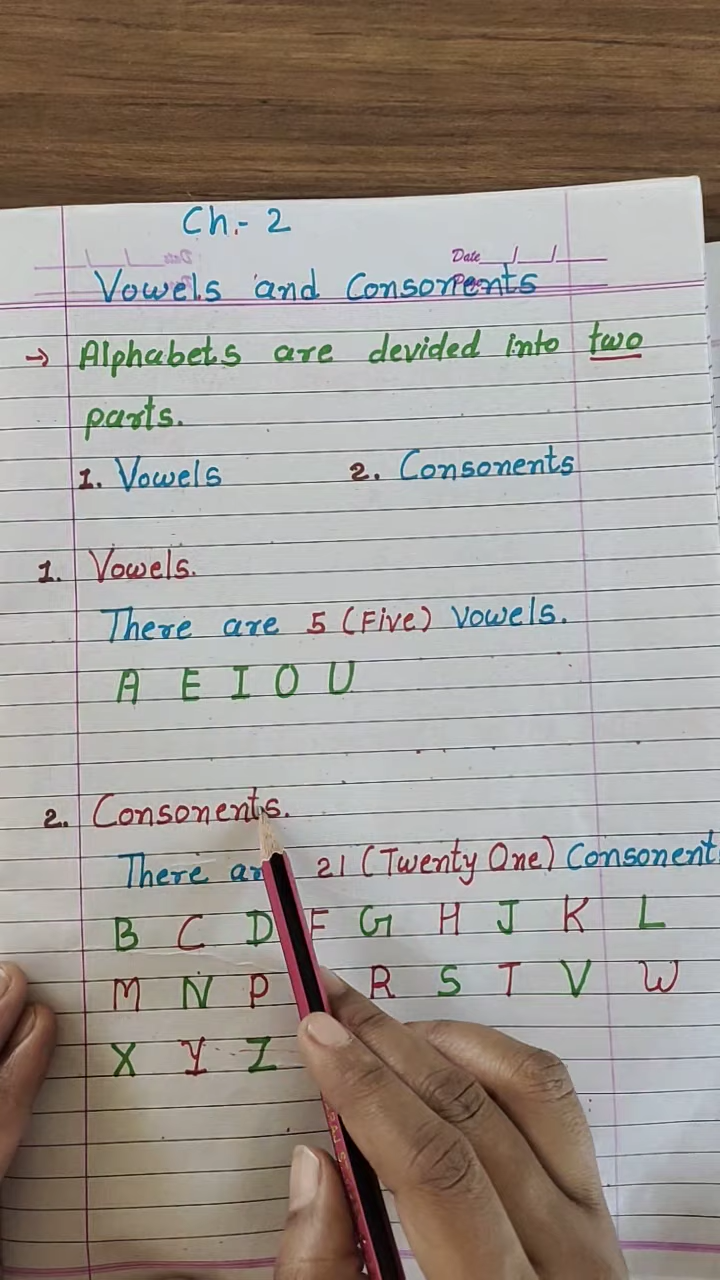 Ch.- 2
Date
Vowels and Consonents
→ Alphabets are devided into two
parts.
1. Vowels 2. Consonents
1. Vowels.
There are 5 (Five) Vowels.
A E I O U
2. Consonents.
There 21 (Twenty One) Consonent
B C D F G H J K L
M N P R S T V W
X Y Z